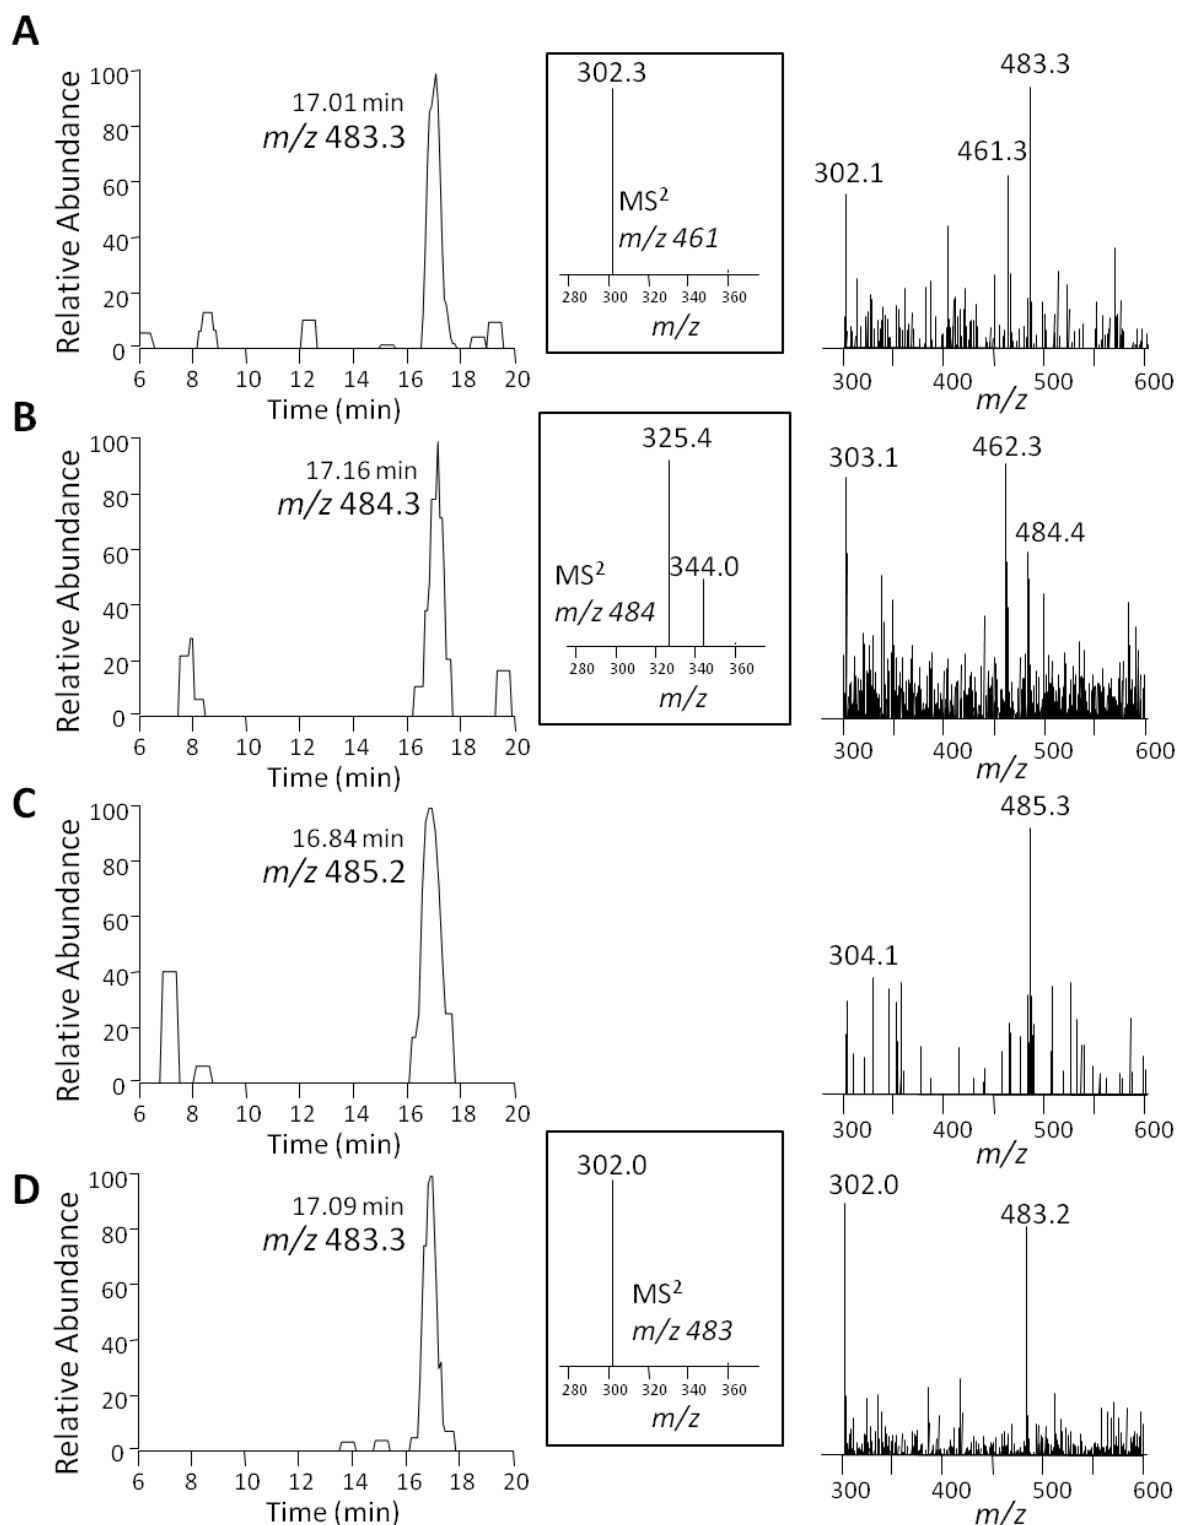 A
Relative Abundance
100
80
60
40
20
0
17.01 min
m/z 483.3
6 8 10 12 14 16 18 20
Time (min)
302.3
MS²
m/z 461
280 300 320 340 360
m/z
483.3
461.3
302.1
300 400 500 600
m/z
B
Relative Abundance
100
80
60
40
20
0
17.16 min
m/z 484.3
6 8 10 12 14 16 18 20
Time (min)
325.4
344.0
MS²
m/z 484
280 300 320 340 360
m/z
303.1
462.3
484.4
300 400 500 600
m/z
C
Relative Abundance
100
80
60
40
20
0
16.84 min
m/z 485.2
6 8 10 12 14 16 18 20
Time (min)
485.3
304.1
300 400 500 600
m/z
D
Relative Abundance
100
80
60
40
20
0
17.09 min
m/z 483.3
6 8 10 12 14 16 18 20
Time (min)
302.0
MS²
m/z 483
280 300 320 340 360
m/z
302.0
483.2
300 400 500 600
m/z